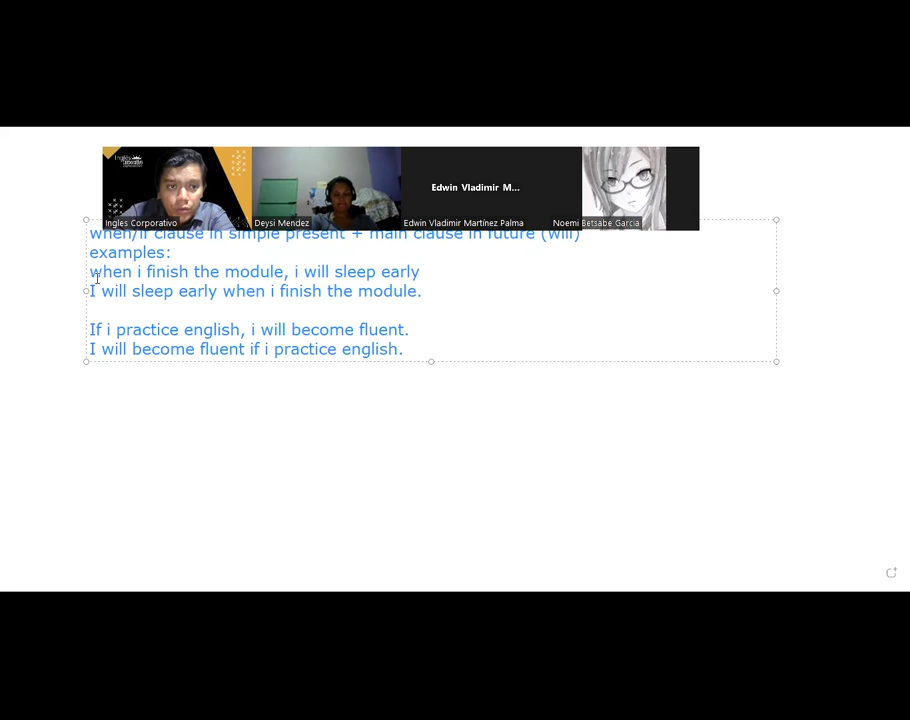 Inglés
Corporativo
Edwin Vladimir M...
Ingles Corporativo
Deysi Mendez
Edwin Vladimir Martínez Palma
Noemi Betsabe Garcia
when/if clause in simple present + main clause in future (will)
examples:
when i finish the module, i will sleep early
I will sleep early when i finish the module.
If i practice english, i will become fluent.
I will become fluent if i practice english.